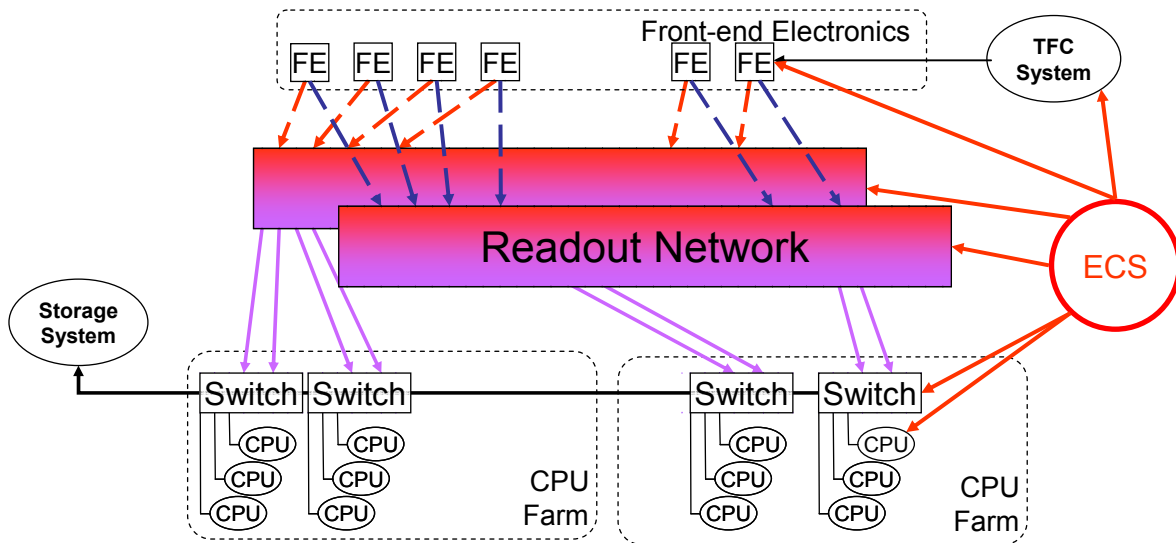 Front-end Electronics
FE
FE
FE
FE
FE
FE
TFC
System
Readout Network
ECS
Storage
System
Switch
Switch
Switch
Switch
CPU
CPU
CPU
CPU
CPU
CPU
CPU
CPU
CPU
CPU
CPU
CPU
CPU
Farm
CPU
Farm